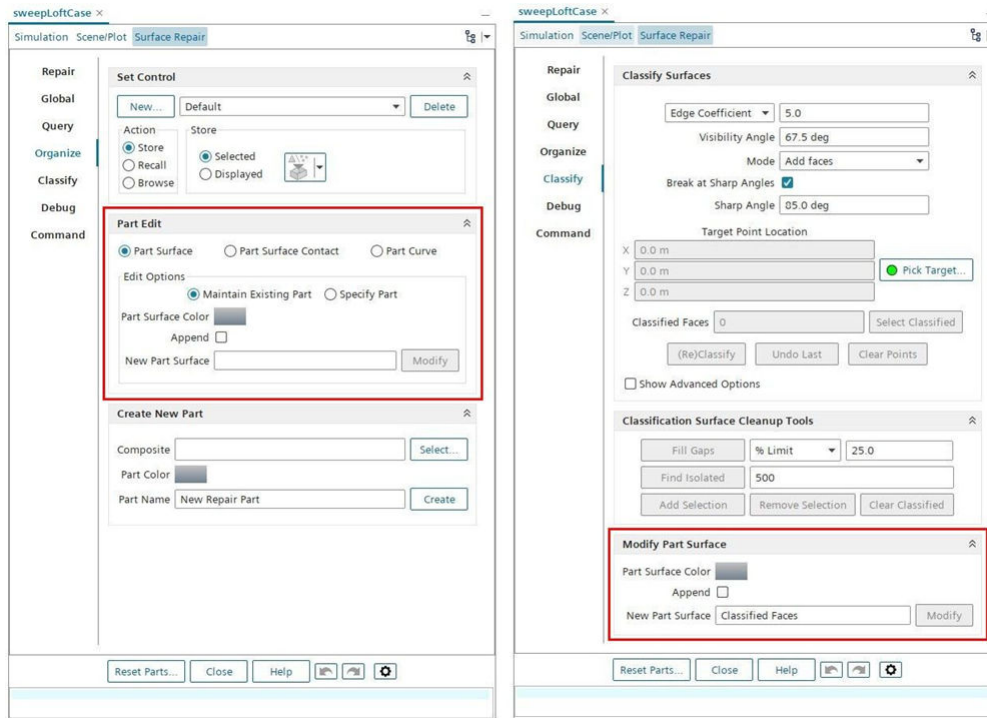 sweepLoftCase ×
Simulation Scene/Plot Surface Repair
Repair
Global
Query
Organize
Classify
Debug
Command
Set Control
New... Default Delete
Action Store
Store
Recall
Browse
Selected
Displayed
Part Edit
Part Surface Part Surface Contact Part Curve
Edit Options
Maintain Existing Part Specify Part
Part Surface Color
Append
New Part Surface Modify
Create New Part
Composite Select...
Part Color
Part Name New Repair Part Create
Reset Parts... Close Help
sweepLoftCase ×
Simulation Scene/Plot Surface Repair
Repair
Global
Query
Organize
Classify
Debug
Command
Classify Surfaces
Edge Coefficient 5.0
Visibility Angle 67.5 deg
Mode Add faces
Break at Sharp Angles
Sharp Angle 85.0 deg
Target Point Location
X 0.0 m
Y 0.0 m Pick Target...
Z 0.0 m
Classified Faces 0 Select Classified
(Re)Classify Undo Last Clear Points
Show Advanced Options
Classification Surface Cleanup Tools
Fill Gaps % Limit 25.0
Find Isolated 500
Add Selection Remove Selection Clear Classified
Modify Part Surface
Part Surface Color
Append
New Part Surface Classified Faces Modify
Reset Parts... Close Help